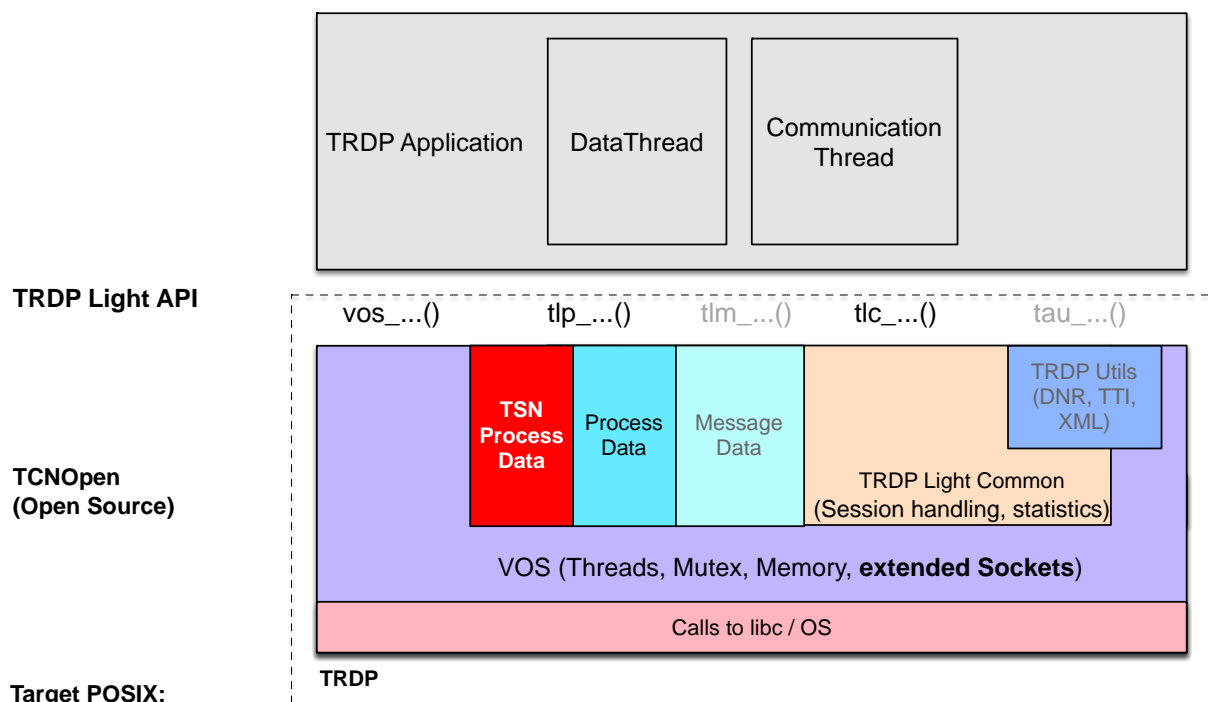 TRDP Application
DataThread
Communication
Thread
TRDP Light API
vos_...()
tlp_...()
tlm_...()
tlc_...()
tau_...()
TSN
Process
Data
Process
Data
Message
Data
TRDP Utils
(DNR, TTI,
XML)
TRDP Light Common
(Session handling, statistics)
TCNOpen
(Open Source)
VOS (Threads, Mutex, Memory, extended Sockets)
Calls to libc / OS
TRDP
Target POSIX: